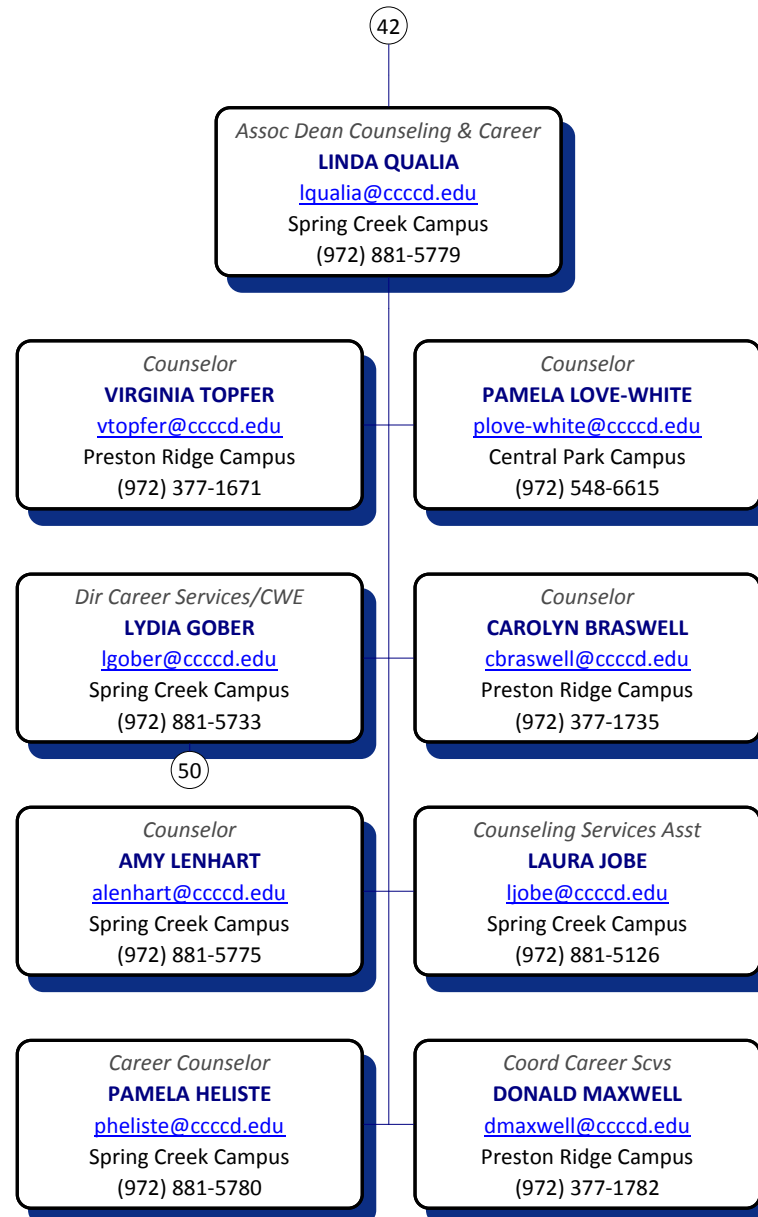 42
Assoc Dean Counseling & Career
LINDA QUALIA
lqualia@ccccd.edu
Spring Creek Campus
(972) 881-5779
Counselor
VIRGINIA TOPFER
vtopfer@ccccd.edu
Preston Ridge Campus
(972) 377-1671
Counselor
PAMELA LOVE-WHITE
plove-white@ccccd.edu
Central Park Campus
(972) 548-6615
Dir Career Services/CWE
LYDIA GOBER
lgober@ccccd.edu
Spring Creek Campus
(972) 881-5733
50
Counselor
CAROLYN BRASWELL
cbraswell@ccccd.edu
Preston Ridge Campus
(972) 377-1735
Counselor
AMY LENHART
alenhart@ccccd.edu
Spring Creek Campus
(972) 881-5775
Counseling Services Asst
LAURA JOBE
ljobe@ccccd.edu
Spring Creek Campus
(972) 881-5126
Career Counselor
PAMELA HELISTE
pheliste@ccccd.edu
Spring Creek Campus
(972) 881-5780
Coord Career Scvs
DONALD MAXWELL
dmaxwell@ccccd.edu
Preston Ridge Campus
(972) 377-1782